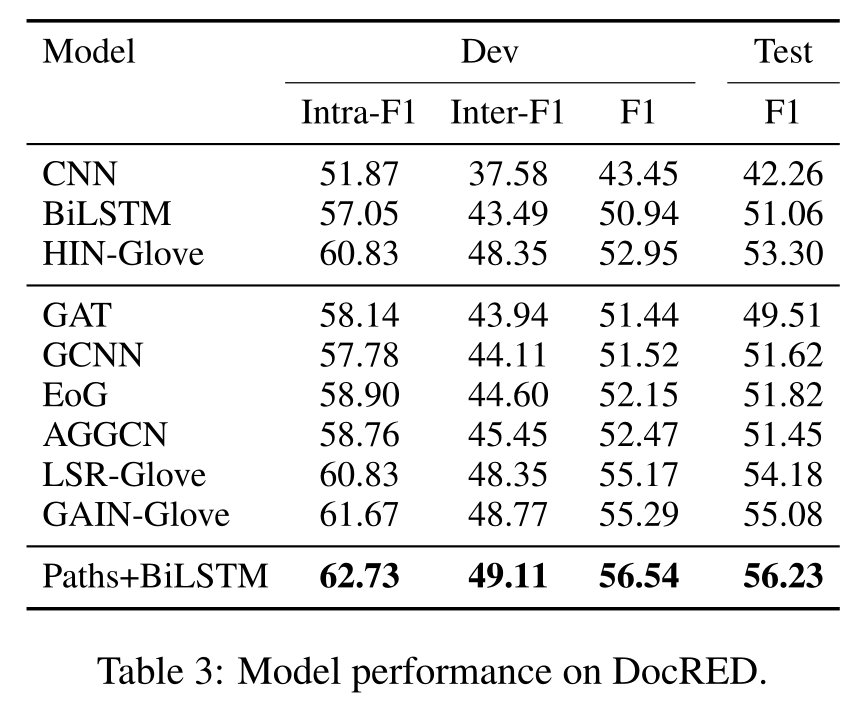 Model Dev Test
Intra-F1 Inter-F1 F1 F1
CNN 51.87 37.58 43.45 42.26
BiLSTM 57.05 43.49 50.94 51.06
HIN-Glove 60.83 48.35 52.95 53.30
GAT 58.14 43.94 51.44 49.51
GCNN 57.78 44.11 51.52 51.62
EoG 58.90 44.60 52.15 51.82
AGGCN 58.76 45.45 52.47 51.45
LSR-Glove 60.83 48.35 55.17 54.18
GAIN-Glove 61.67 48.77 55.29 55.08
Paths+BiLSTM 62.73 49.11 56.54 56.23
Table 3: Model performance on DocRED.